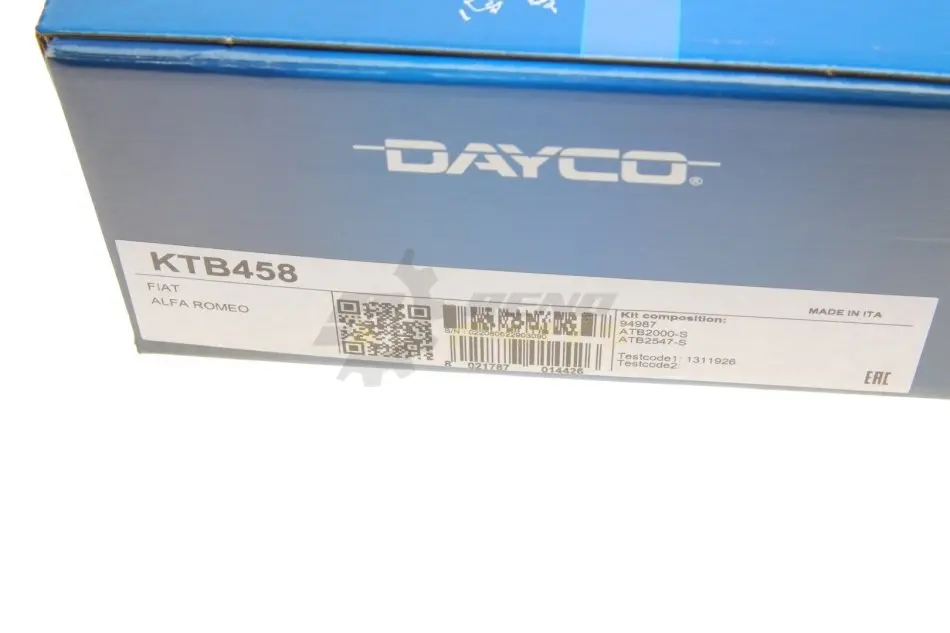 DAYCO®
KTB458
FIAT
ALFA ROMEO
MADE IN ITA
Kit composition:
94987
ATB2000-S
ATB2547-S
Testcode1: 1311926
Testcode2:
8 021787 014426
EAC